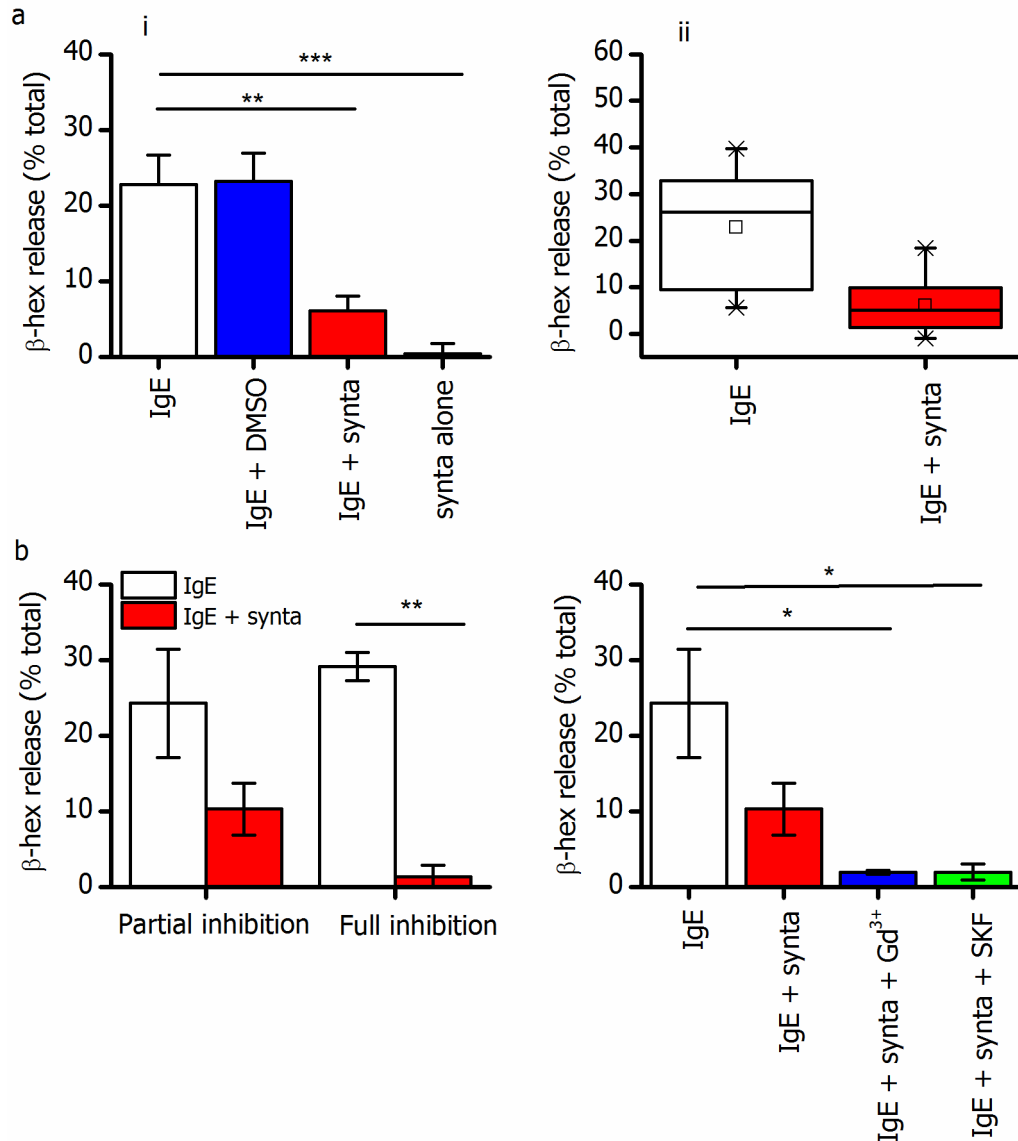 a
i
β-hex release (% total)
40
30
20
10
0
***
**
IgE
IgE + DMSO
IgE + synta
synta alone
ii
β-hex release (% total)
60
50
40
30
20
10
0
IgE
IgE + synta
b
β-hex release (% total)
40
30
20
10
0
IgE
IgE + synta
**
Partial inhibition
Full inhibition
β-hex release (% total)
40
30
20
10
0
*
*
IgE
IgE + synta
IgE + synta + Gd³⁺
IgE + synta + SKF